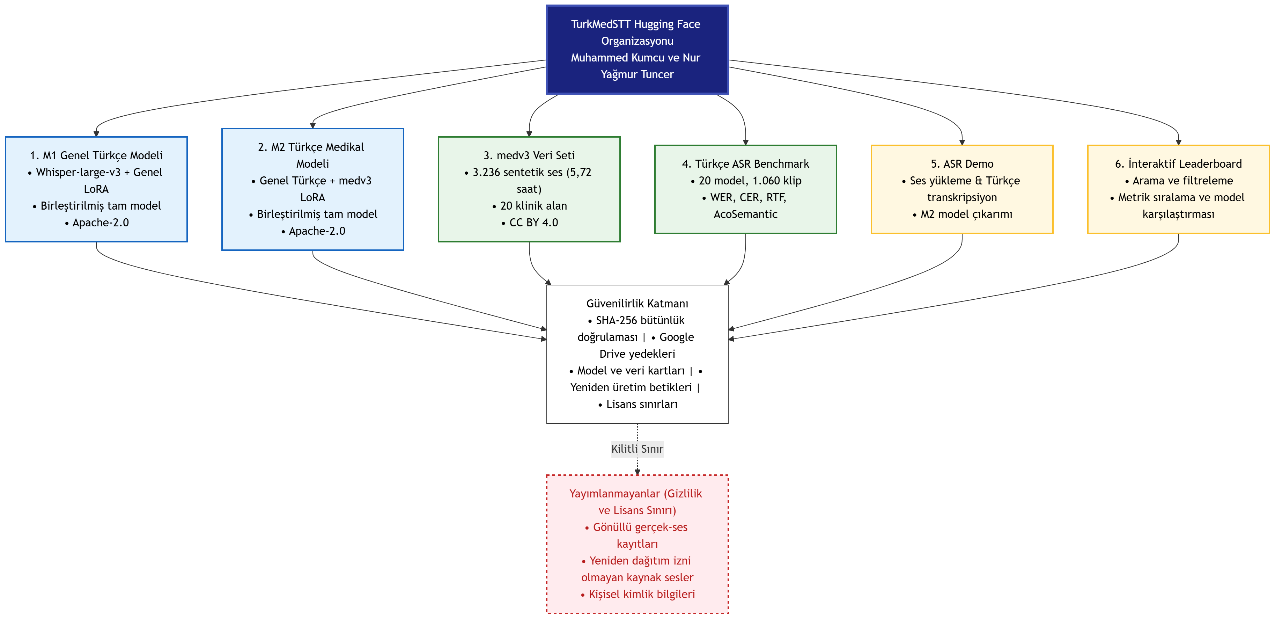 TurkMedSTT Hugging Face
Organizasyonu
Muhammed Kumcu ve Nur
Yağmur Tuncer
1. M1 Genel Türkçe Modeli
• Whisper-large-v3 + Genel
LoRA
• Birleştirilmiş tam model
• Apache-2.0
2. M2 Türkçe Medikal
Modeli
• Genel Türkçe + medv3
LoRA
• Birleştirilmiş tam model
• Apache-2.0
3. medv3 Veri Seti
• 3.236 sentetik ses (5,72
saat)
• 20 klinik alan
• CC BY 4.0
4. Türkçe ASR Benchmark
• 20 model, 1.060 klip
• WER, CER, RTF,
AcoSemantic
5. ASR Demo
• Ses yükleme & Türkçe
transkripsiyon
• M2 model çıkarımı
6. İnteraktif Leaderboard
• Arama ve filtreleme
• Metrik sıralama ve model
karşılaştırması
Güvenilirlik Katmanı
• SHA-256 bütünlük
doğrulaması | • Google
Drive yedekleri
• Model ve veri kartları | •
Yeniden üretim betikleri |
• Lisans sınırları
Kilitli Sınır
Yayımlanmayanlar (Gizlilik
ve Lisans Sınırı)
• Gönüllü gerçek-ses
kayıtları
• Yeniden dağıtım izni
olmayan kaynak sesler
• Kişisel kimlik bilgileri